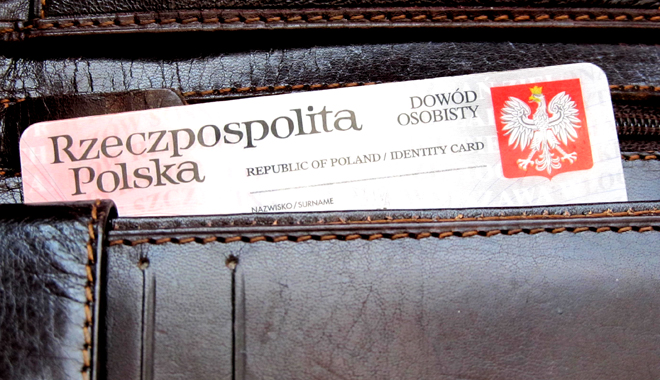 Rzeczpospolita
Polska
DOWÓD
OSOBISTY
REPUBLIC OF POLAND / IDENTITY CARD
NAZWISKO / SURNAME